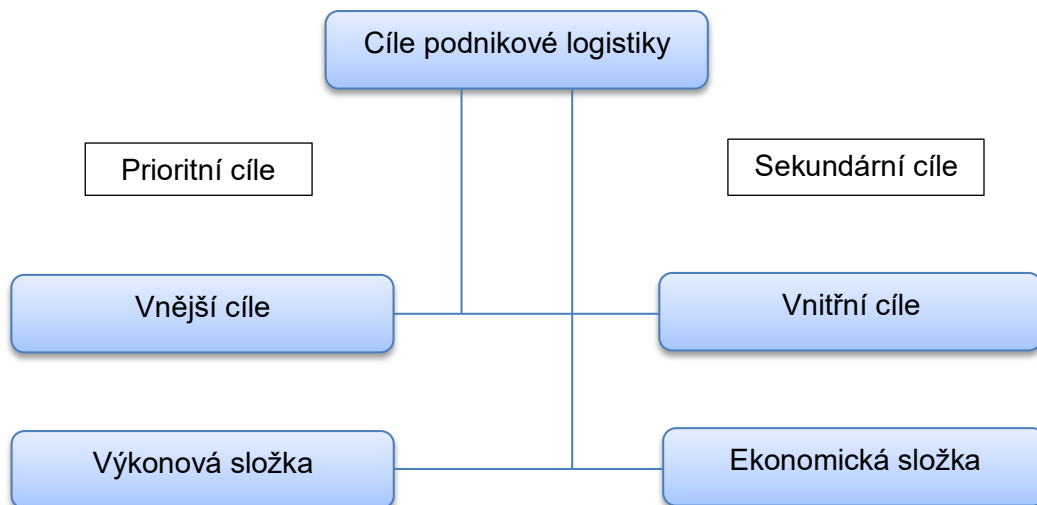 Cíle podnikové logistiky
Prioritní cíle
Sekundární cíle
Vnější cíle
Vnitřní cíle
Výkonová složka
Ekonomická složka